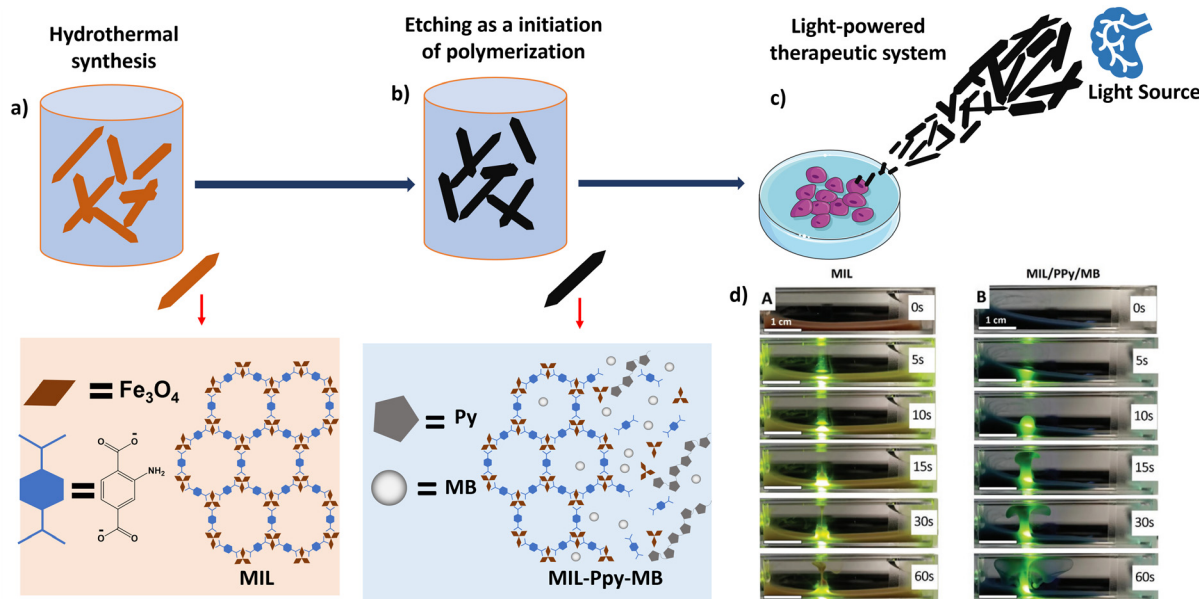 Hydrothermal
synthesis
a)
Etching as a initiation
of polymerization
b)
Light-powered
therapeutic system
c)
Light Source
= Fe₃O₄
=
O
O⁻
NH₂
O⁻
O
MIL
= Py
= MB
MIL-Ppy-MB
d)
MIL
MIL/PPy/MB
A
0s
1 cm
5s
10s
15s
30s
60s
B
0s
1 cm
5s
10s
15s
30s
60s